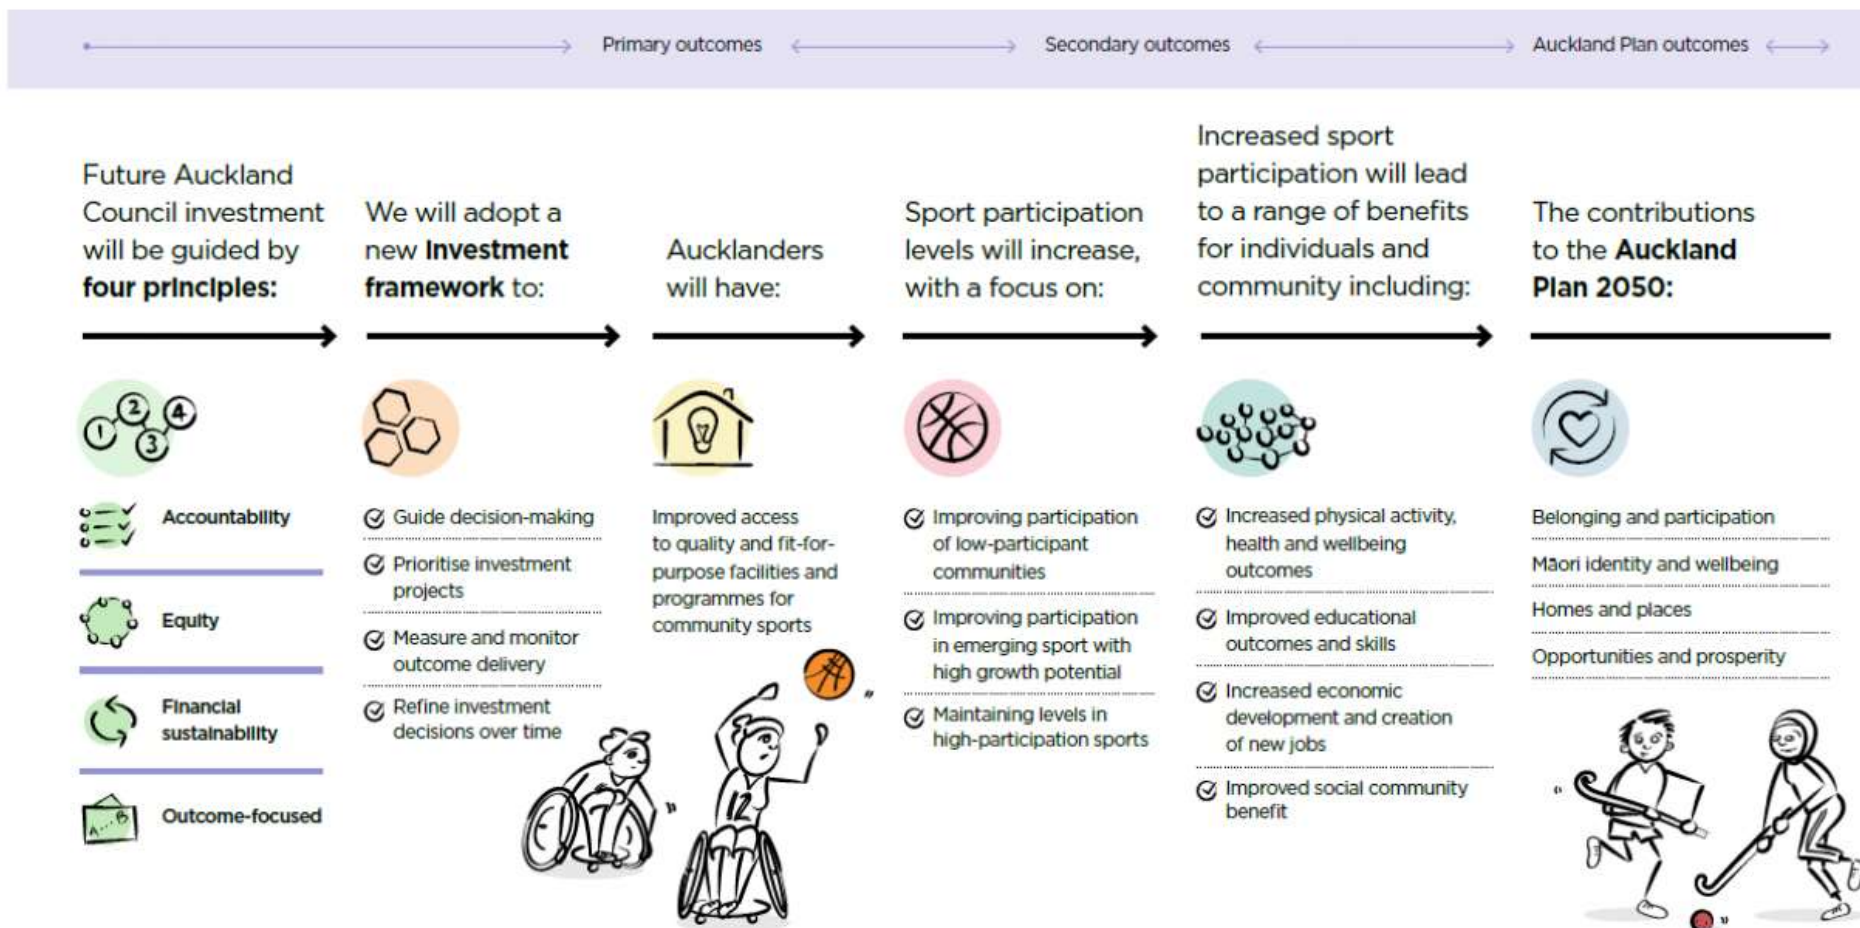 Primary outcomes
Secondary outcomes
Auckland Plan outcomes
Future Auckland
Council investment
will be guided by
four principles:
1
2
3
4
Accountability
Equity
Financial
sustainability
A...B
Outcome-focused
We will adopt a
new Investment
framework to:
Guide decision-making
Prioritise investment
projects
Measure and monitor
outcome delivery
Refine investment
decisions over time
Aucklanders
will have:
Improved access
to quality and fit-for-
purpose facilities and
programmes for
community sports
12
Sport participation
levels will increase,
with a focus on:
Improving participation
of low-participant
communities
Improving participation
in emerging sport with
high growth potential
Maintaining levels in
high-participation sports
Increased sport
participation will lead
to a range of benefits
for individuals and
community including:
Increased physical activity,
health and wellbeing
outcomes
Improved educational
outcomes and skills
Increased economic
development and creation
of new jobs
Improved social community
benefit
The contributions
to the Auckland
Plan 2050:
Belonging and participation
Māori identity and wellbeing
Homes and places
Opportunities and prosperity